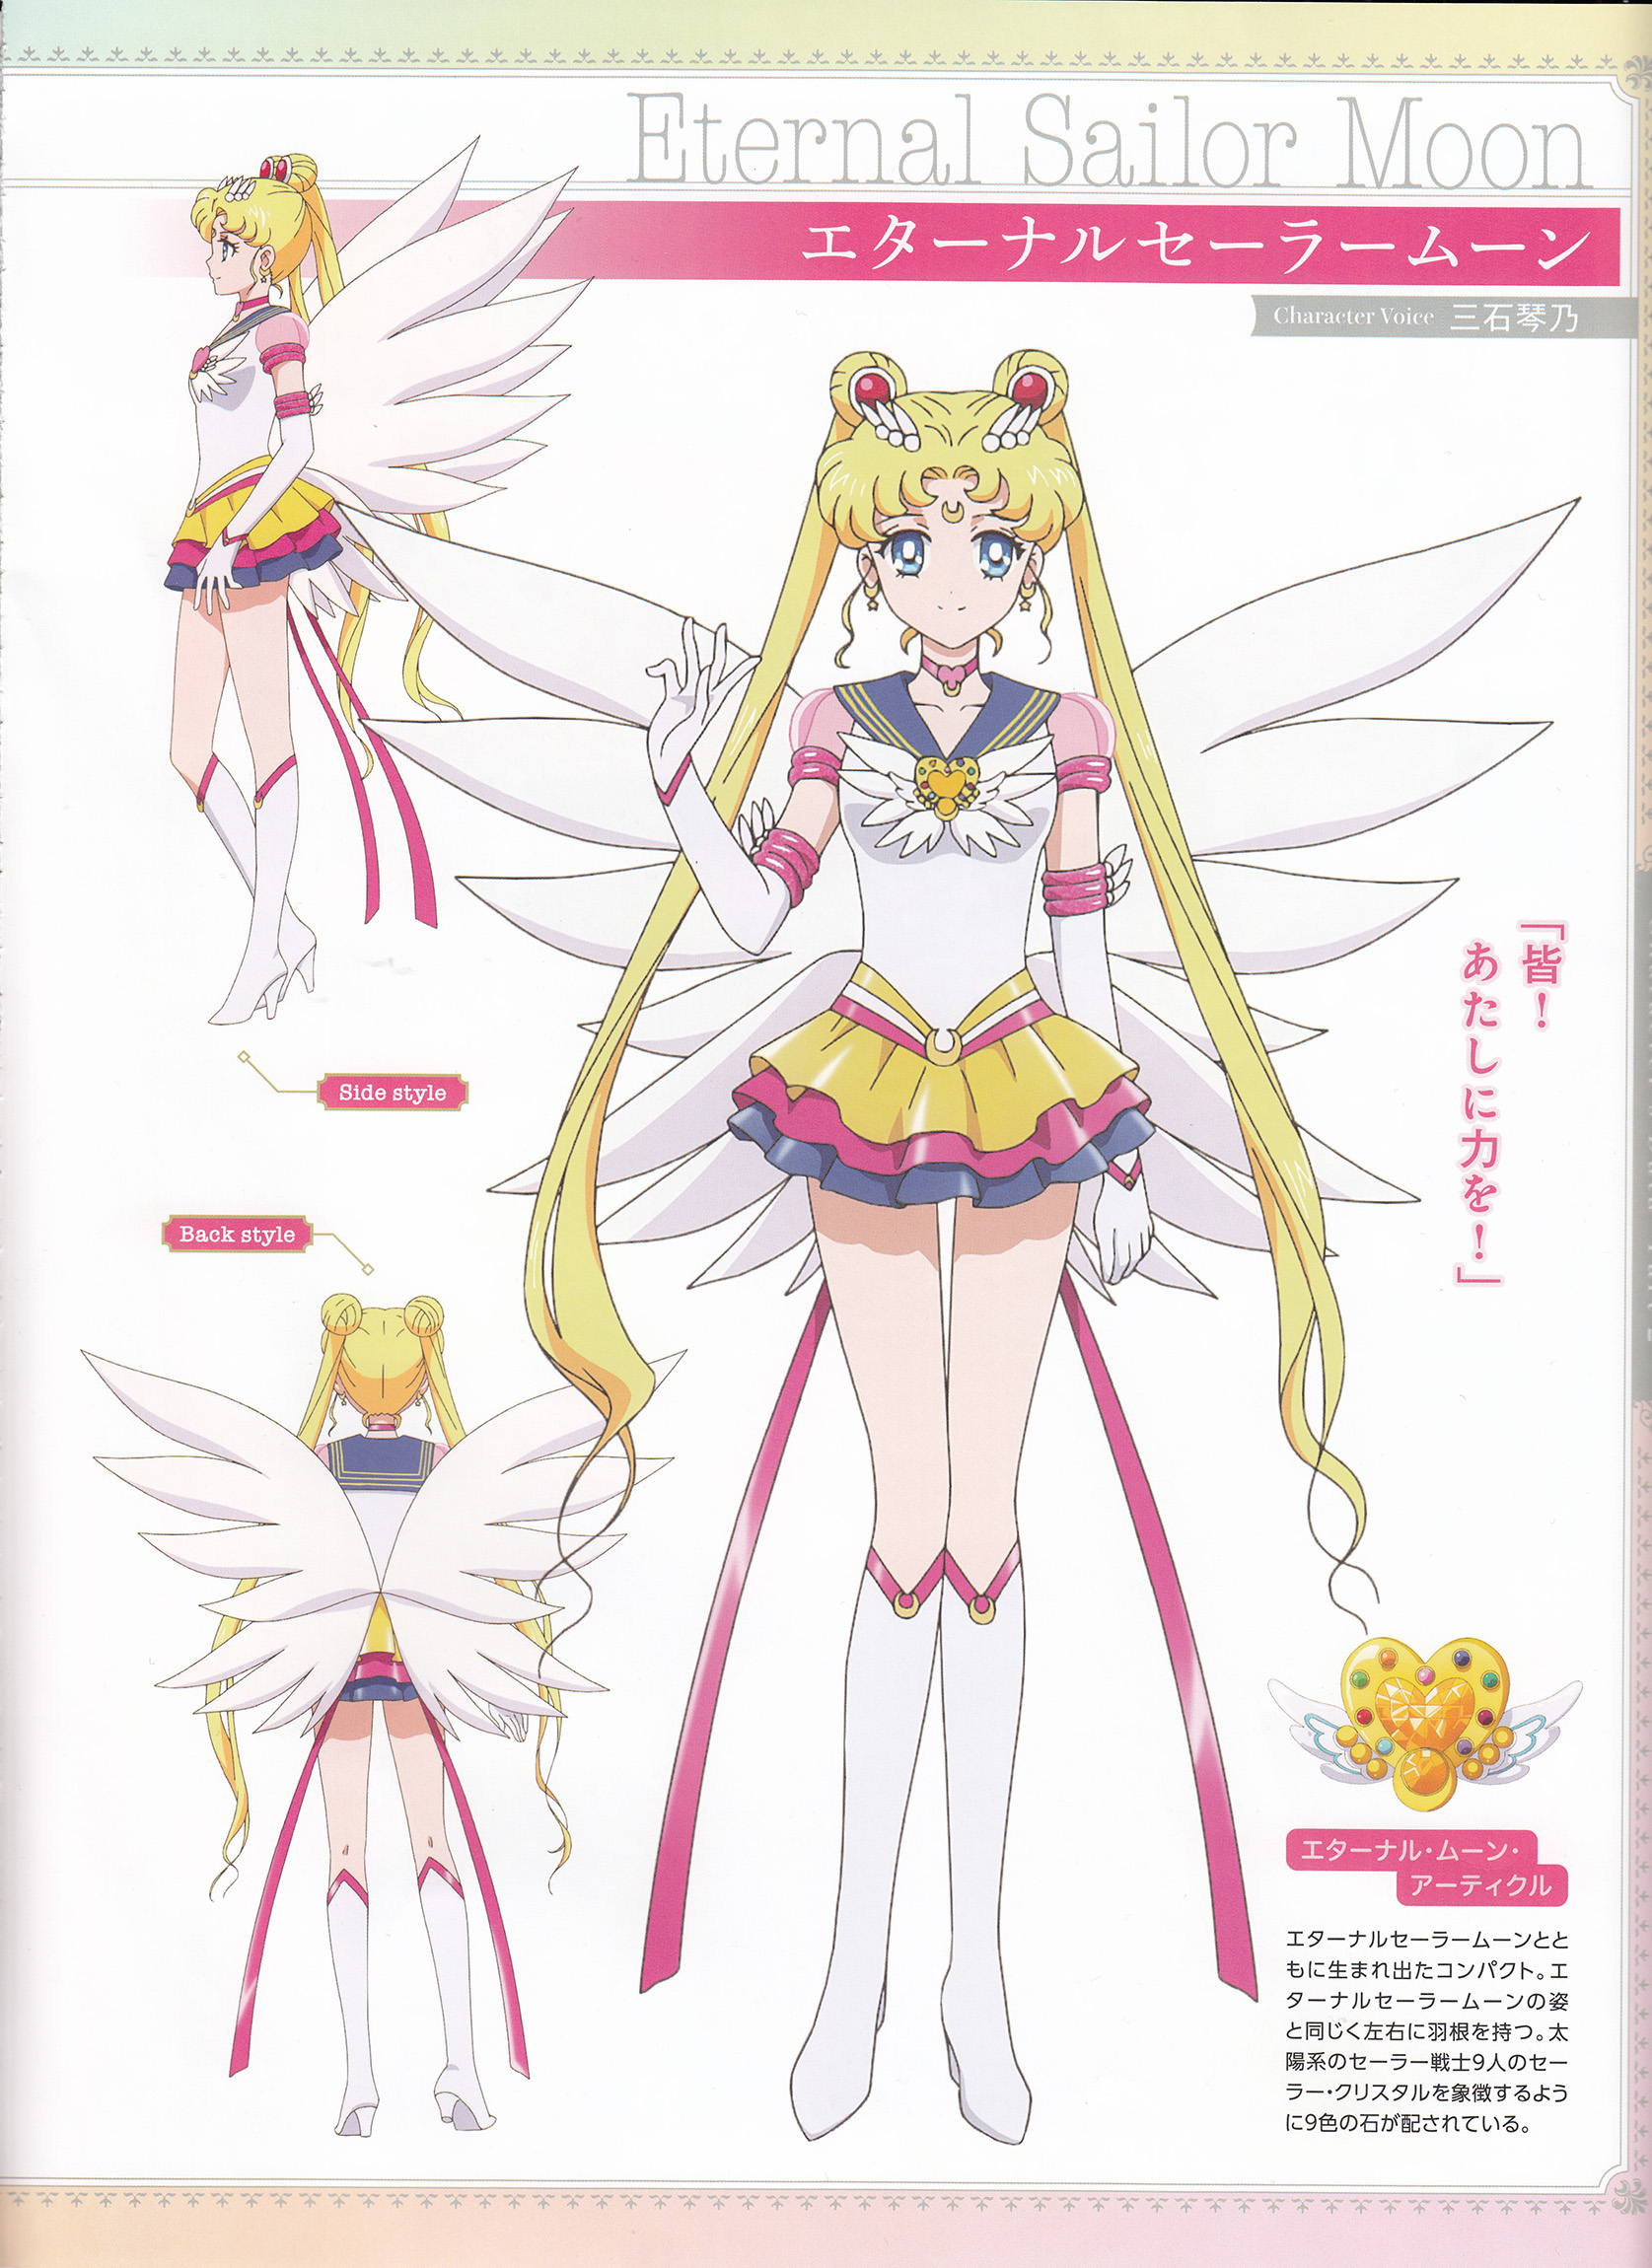 Eternal Sailor Moon
エターナルセーラームーン
Character Voice 三石琴乃
「皆!
あたしに力を!」
Side style
Back style
エターナル・ムーン・
アーティクル
エターナルセーラームーンとと
もに生まれ出たコンパクト。エ
ターナルセーラームーンの姿
と同じく左右に羽根を持つ。太
陽系のセーラー戦士9人のセー
ラー・クリスタルを象徴するよう
に9色の石が配されている。